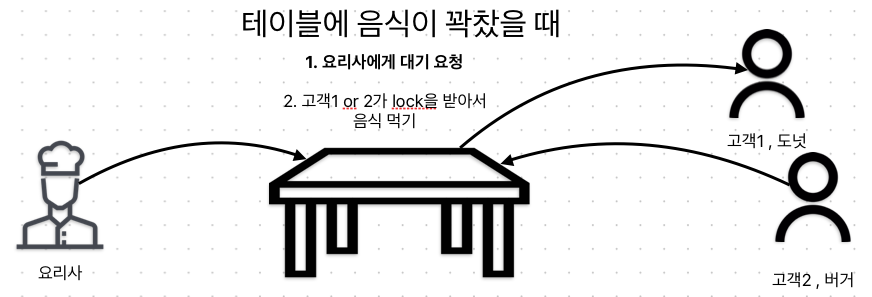 테이블에 음식이 꽉찼을 때
1. 요리사에게 대기 요청
2. 고객1 or 2가 lock을 받아서
음식 먹기
고객1 , 도넛
요리사
고객2 , 버거